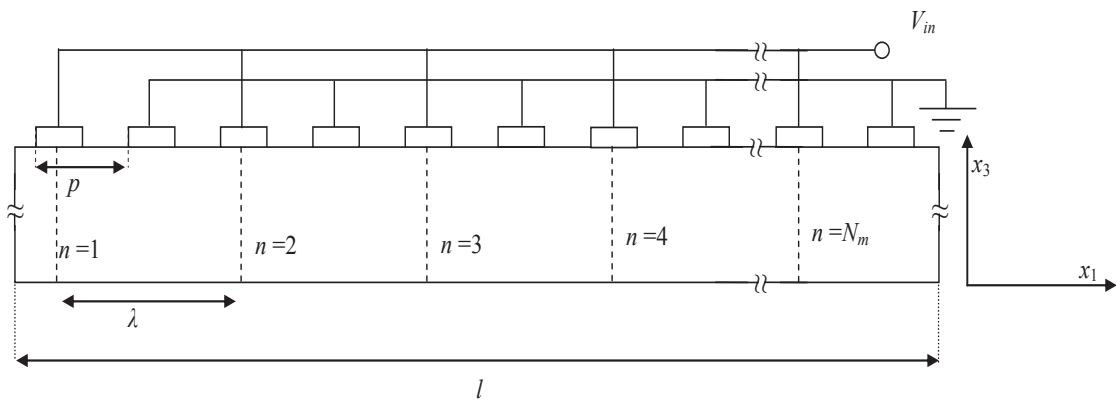 V_in
p
x_3
n =1
n =2
n =3
n =4
n =N_m
x_1
λ
l